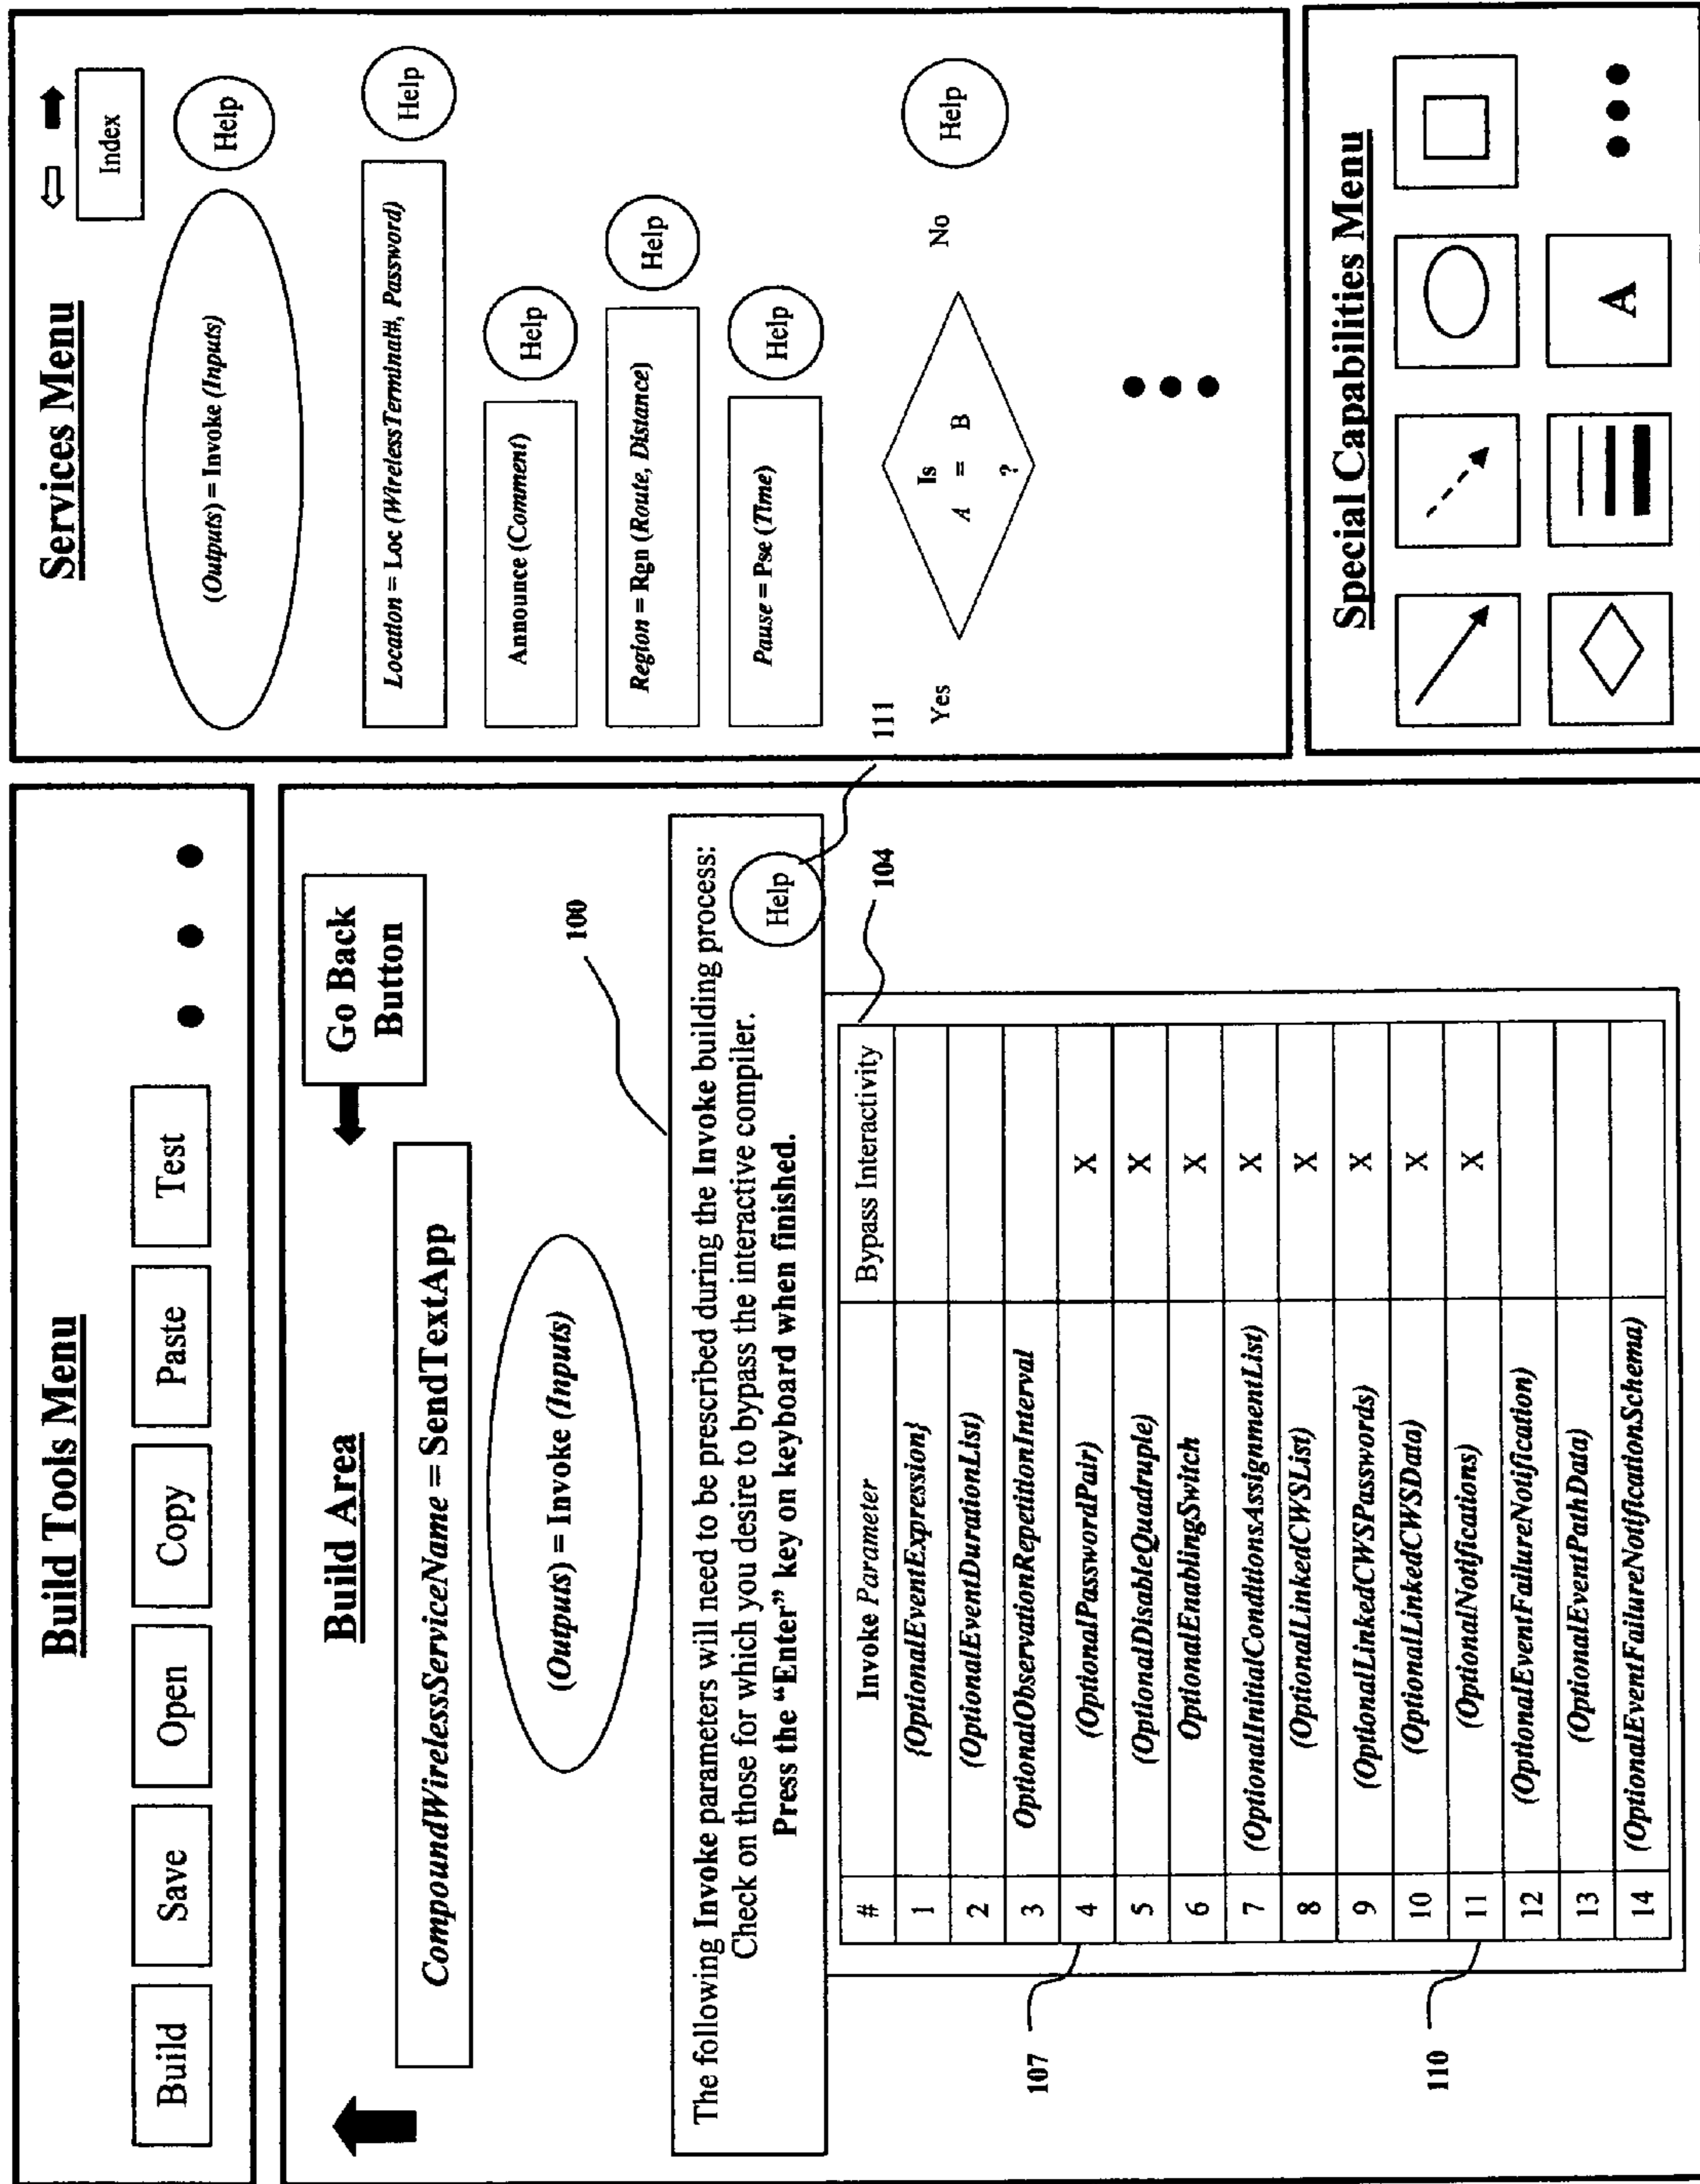 Build Tools Menu
Build
Save
Open
Copy
Paste
Test
Build Area
Go Back
Button
CompoundWirelessServiceName = SendTextApp
(Outputs) = Invoke (Inputs)
100
The following Invoke parameters will need to be prescribed during the Invoke building process:
Check on those for which you desire to bypass the interactive compiler.
Press the “Enter” key on keyboard when finished.
Help
111
104
# Invoke Parameter Bypass Interactivity
1 {OptionalEventExpression}
2 (OptionalEventDurationList)
3 OptionalObservationRepetitionInterval
4 (OptionalPasswordPair) X
5 (OptionalDisableQuadruple) X
6 OptionalEnablingSwitch X
7 (OptionalInitialConditionsAssignmentList) X
8 (OptionalLinkedCWSList) X
9 (OptionalLinkedCWSPasswords) X
10 (OptionalLinkedCWSData) X
11 (OptionalNotifications) X
12 (OptionalEventFailureNotification)
13 (OptionalEventPathData)
14 (OptionalEventFailureNotificationSchema)
107
110
Services Menu
Index
(Outputs) = Invoke (Inputs)
Help
Location = Loc (WirelessTerminal#, Password)
Help
Announce (Comment)
Help
Region = Rgn (Route, Distance)
Help
Pause = Pse (Time)
Help
Yes
Is
A = B
?
No
Help
Special Capabilities Menu
A